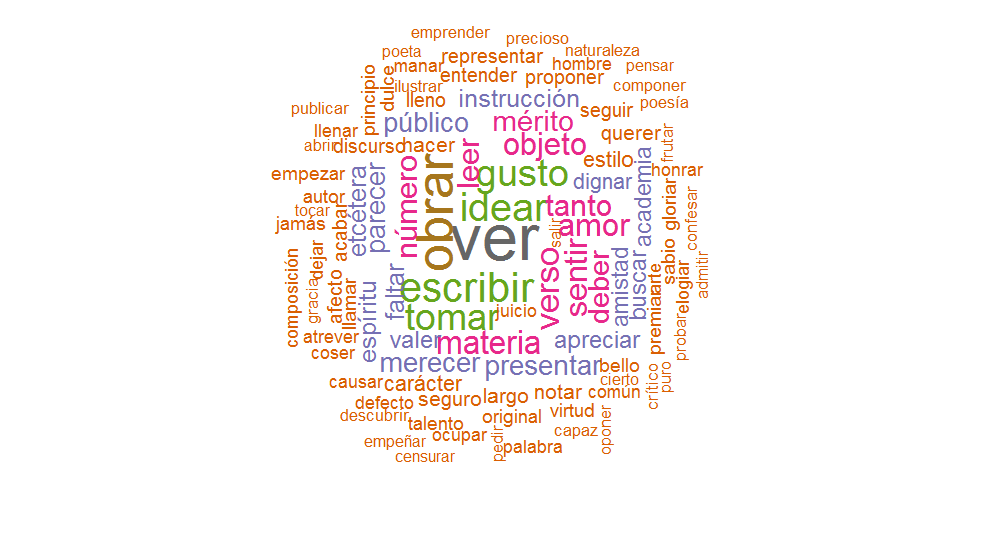 emprender
precioso
poeta
representar
naturaleza
manar
hombre
pensar
principio
dulce
ilustrar
entender
proponer
componer
lleno
instrucción
publicar
seguir
poesía
llenar
público
mérito
querer
frutar
abrir
discurso
hacer
leer
objeto
estilo
academia
honrar
empezar
etcétera
parecer
número
obrar
gusto
dignar
gloriar
autor
idear
tanto
confesar
tocar
jamás
acabar
ver
salir
amor
sabio
admitir
composición
gracia
dejar
afecto
llamar
espíritu
faltar
escribir
verso
sentir
deber
amistad
buscar
premiar
arte
elogiar
probar
tomar
juicio
atrever
coser
valer
materia
apreciar
merecer
presentar
bello
cierto
crítico
puro
causar
carácter
seguro
largo
notar
común
defecto
descubrir
talento
original
virtud
capaz
oponer
empeñar
ocupar
pedir
palabra
censurar